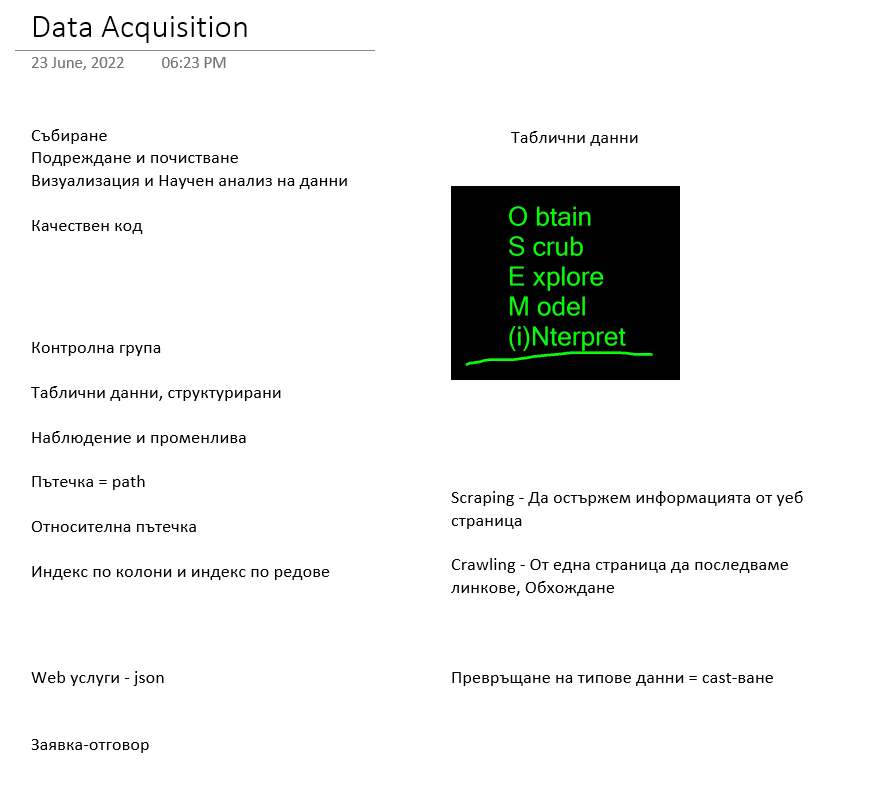 Data Acquisition
23 June, 2022 06:23 PM
Събиране
Подреждане и почистване
Визуализация и Научен анализ на данни
Качествен код
Контролна група
Таблични данни, структурирани
Наблюдение и променлива
Пътечка = path
Относителна пътечка
Индекс по колони и индекс по редове
Web услуги - json
Заявка-отговор
Таблични данни
O btain
S crub
E xplore
M odel
(i)Nterpret
Scraping - Да остържем информацията от уеб
страница
Crawling - От една страница да последваме
линкове, Обхождане
Превръщане на типове данни = cast-ване